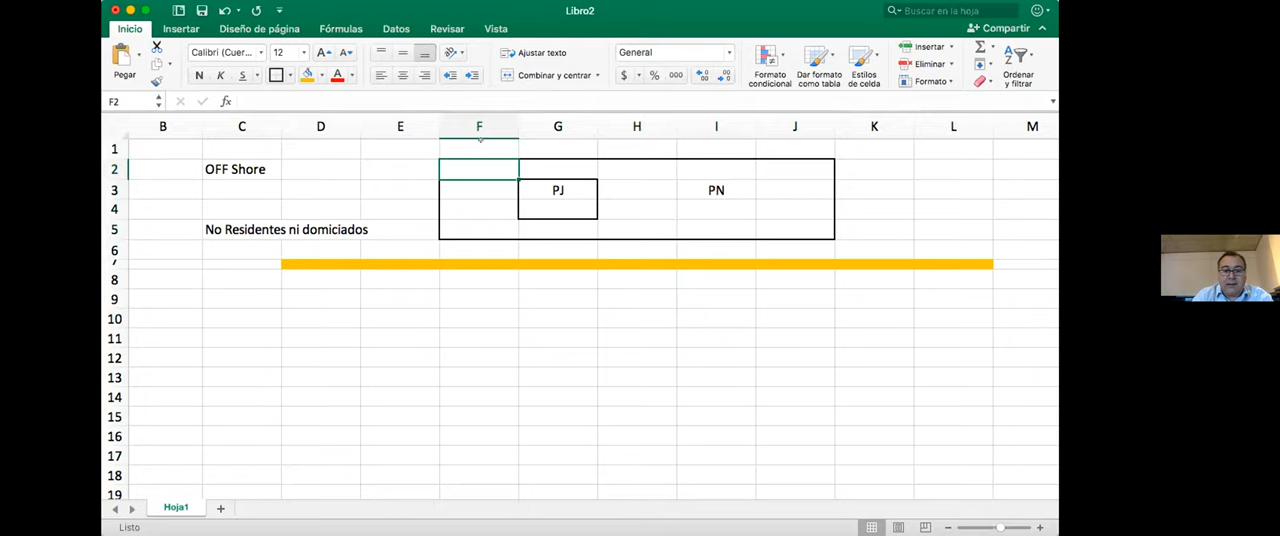 Libro2
Buscar en la hoja
Inicio Insertar Diseño de página Fórmulas Datos Revisar Vista Compartir
Pegar
Calibri (Cuer... 12 A A
N K S A
Ajustar texto
Combinar y centrar
General
$ % 000
Formato condicional
Dar formato como tabla
Estilos de celda
Insertar
Eliminar
Formato
Ordenar y filtrar
F2 fx
B C D E F G H I J K L M
1
2 OFF Shore
3 PJ PN
4
5 No Residentes ni domiciados
6
7
8
9
10
11
12
13
14
15
16
17
18
19
Hoja1
Listo